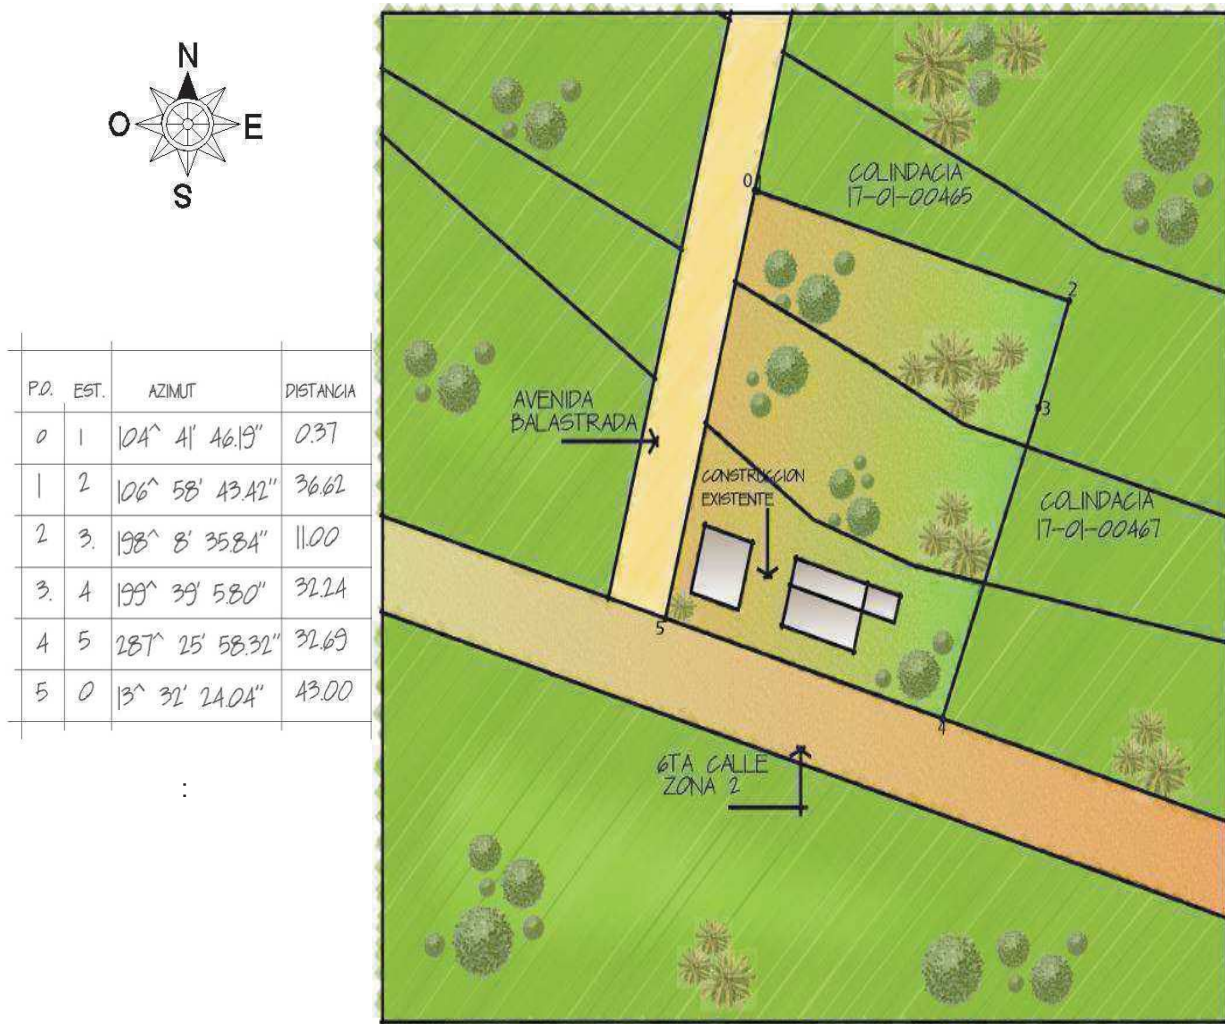 N
O E
S
P.O. EST. AZIMUT DISTANCIA
0 1 104^ 41' 46.19" 0.37
1 2 106^ 58' 43.42" 36.62
2 3. 198^ 8' 35.84" 11.00
3. 4 199^ 39' 5.80" 32.24
4 5 287^ 25' 58.32" 32.69
5 0 13^ 32' 24.04" 43.00
:
COLINDACIA
17-01-00465
0
1
2
3
AVENIDA
BALASTRADA
CONSTRUCCION
EXISTENTE
COLINDACIA
17-01-00467
5
4
6TA CALLE
ZONA 2